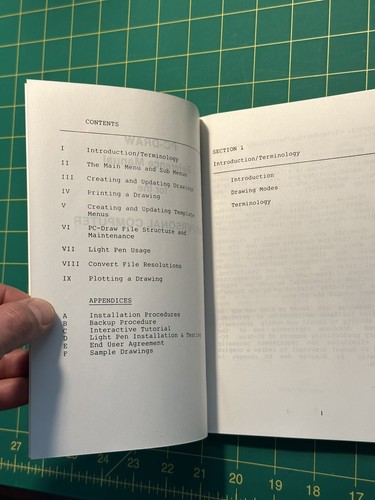 CONTENTS
I Introduction/Terminology
II The Main Menu and Sub Menus
III Creating and Updating Drawings
IV Printing a Drawing
V Creating and Updating Template
Menus
VI PC-Draw File Structure and
Maintenance
VII Light Pen Usage
VIII Convert File Resolutions
IX Plotting a Drawing
APPENDICES
A Installation Procedures
B Backup Procedure
C Interactive Tutorial
D Light Pen Installation & Testing
E End User Agreement
F Sample Drawings
SECTION 1
Introduction/Terminology
Introduction
Drawing Modes
Terminology
1
27
24
23
22
21
20
19
18
17
16